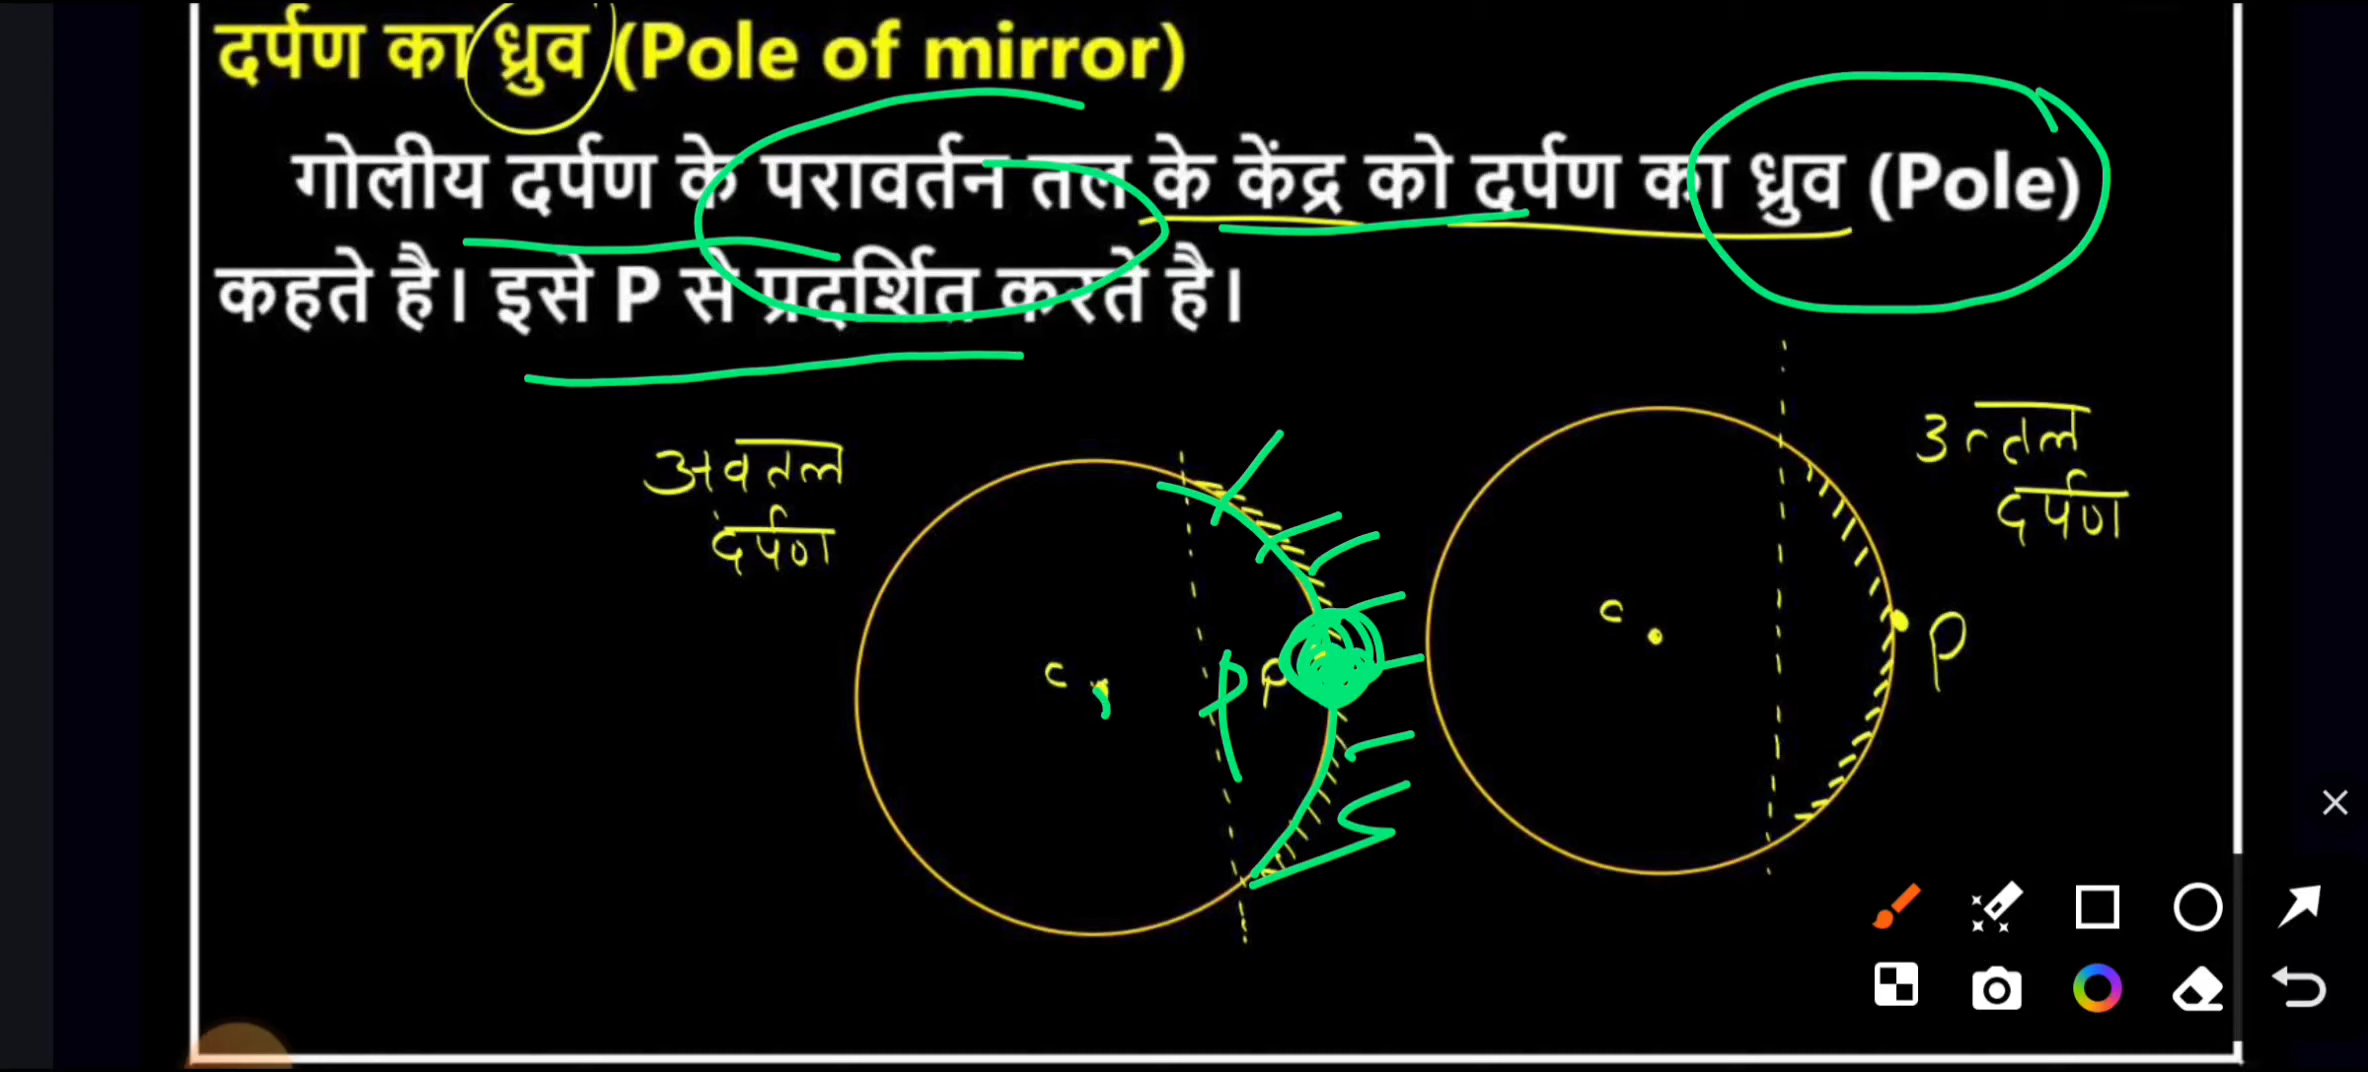 दर्पण का ध्रुव (Pole of mirror)
गोलीय दर्पण के परावर्तन तल के केंद्र को दर्पण का ध्रुव (Pole)
कहते है। इसे P से प्रदर्शित करते है।
अवतल
दर्पण
उत्तल
दर्पण
c
P
P
c
P